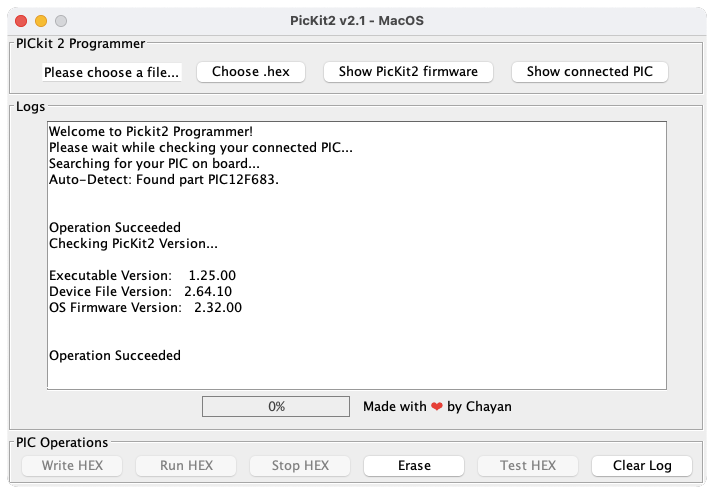 PicKit2 v2.1 - MacOS
PICkit 2 Programmer
Please choose a file... Choose .hex Show PicKit2 firmware Show connected PIC
Logs
Welcome to Pickit2 Programmer!
Please wait while checking your connected PIC...
Searching for your PIC on board...
Auto-Detect: Found part PIC12F683.
Operation Succeeded
Checking PicKit2 Version...
Executable Version: 1.25.00
Device File Version: 2.64.10
OS Firmware Version: 2.32.00
Operation Succeeded
0% Made with ❤ by Chayan
PIC Operations
Write HEX Run HEX Stop HEX Erase Test HEX Clear Log